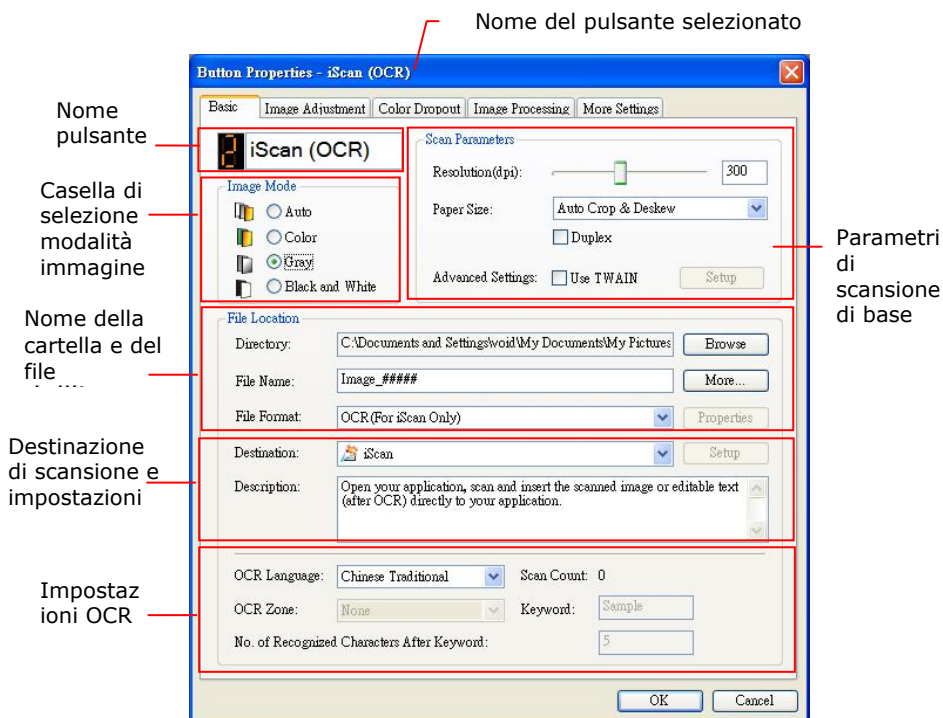 Nome del pulsante selezionato
Button Properties - iScan (OCR)
Basic Image Adjustment Color Dropout Image Processing More Settings
Nome
pulsante
2 iScan (OCR)
Casella di
selezione
modalità
immagine
Image Mode
Auto
Color
Gray
Black and White
Scan Parameters
Resolution(dpi): 300
Paper Size: Auto Crop & Deskew
Duplex
Advanced Settings: Use TWAIN Setup
Parametri
di
scansione
di base
Nome della
cartella e del
file
File Location
Directory: C:\Documents and Settings\void\My Documents\My Pictures Browse
File Name: Image_##### More...
File Format: OCR(For iScan Only) Properties
Destinazione
di scansione e
impostazioni
Destination: iScan Setup
Description: Open your application, scan and insert the scanned image or editable text
(after OCR) directly to your application.
Impostaz
ioni OCR
OCR Language: Chinese Traditional Scan Count: 0
OCR Zone: None Keyword: Sample
No. of Recognized Characters After Keyword: 5
OK Cancel